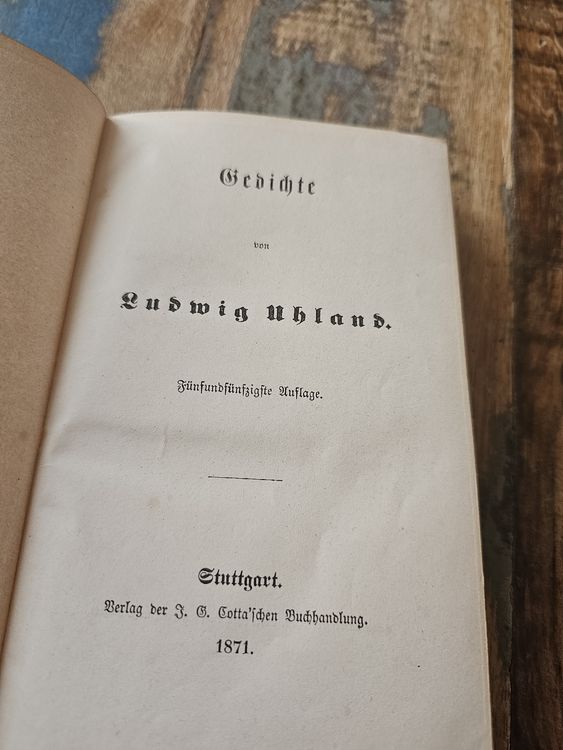 Gedichte
von
Ludwig Uhland.
Fünfundfünfzigste Auflage.
Stuttgart.
Verlag der J. G. Cotta'schen Buchhandlung.
1871.